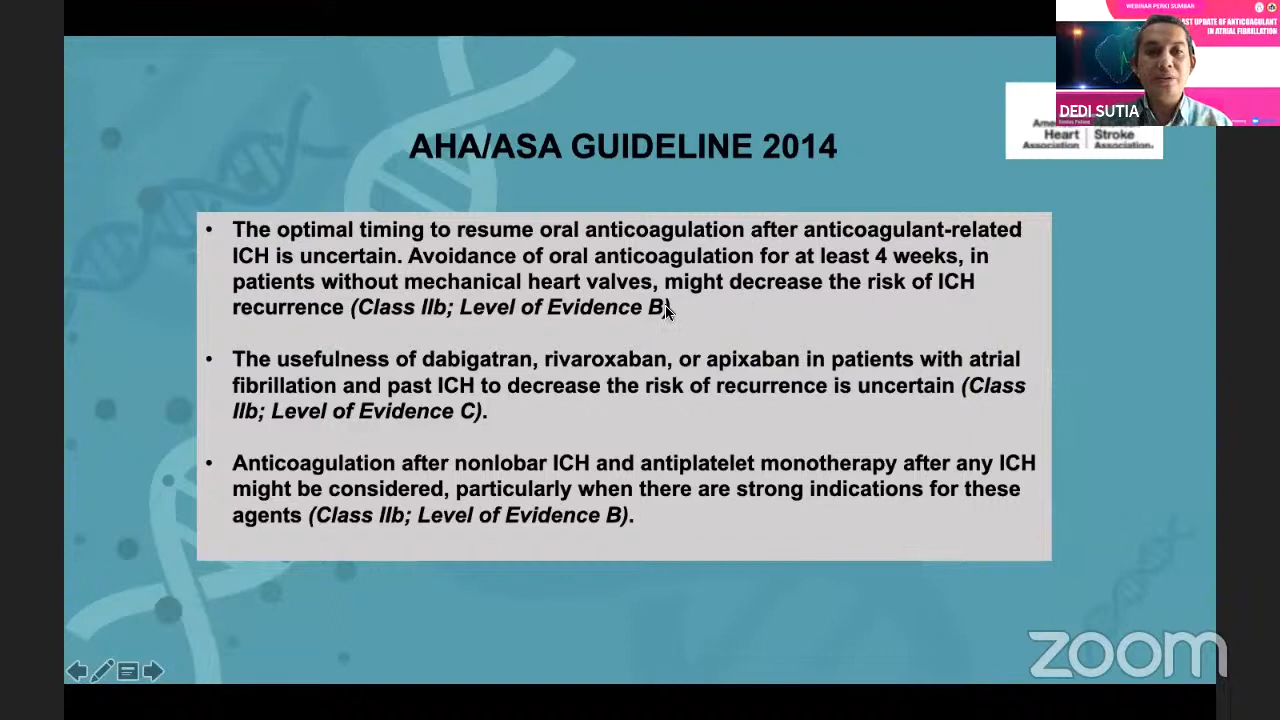 WEBINAR PERKI SUMBAR
LAST UPDATE OF ANTICOAGULANT
IN ATRIAL FIBRILLATION
DEDI SUTIA
Heart | Stroke
Association | Association.
AHA/ASA GUIDELINE 2014
• The optimal timing to resume oral anticoagulation after anticoagulant-related
ICH is uncertain. Avoidance of oral anticoagulation for at least 4 weeks, in
patients without mechanical heart valves, might decrease the risk of ICH
recurrence (Class IIb; Level of Evidence B)
• The usefulness of dabigatran, rivaroxaban, or apixaban in patients with atrial
fibrillation and past ICH to decrease the risk of recurrence is uncertain (Class
IIb; Level of Evidence C).
• Anticoagulation after nonlobar ICH and antiplatelet monotherapy after any ICH
might be considered, particularly when there are strong indications for these
agents (Class IIb; Level of Evidence B).
zoom